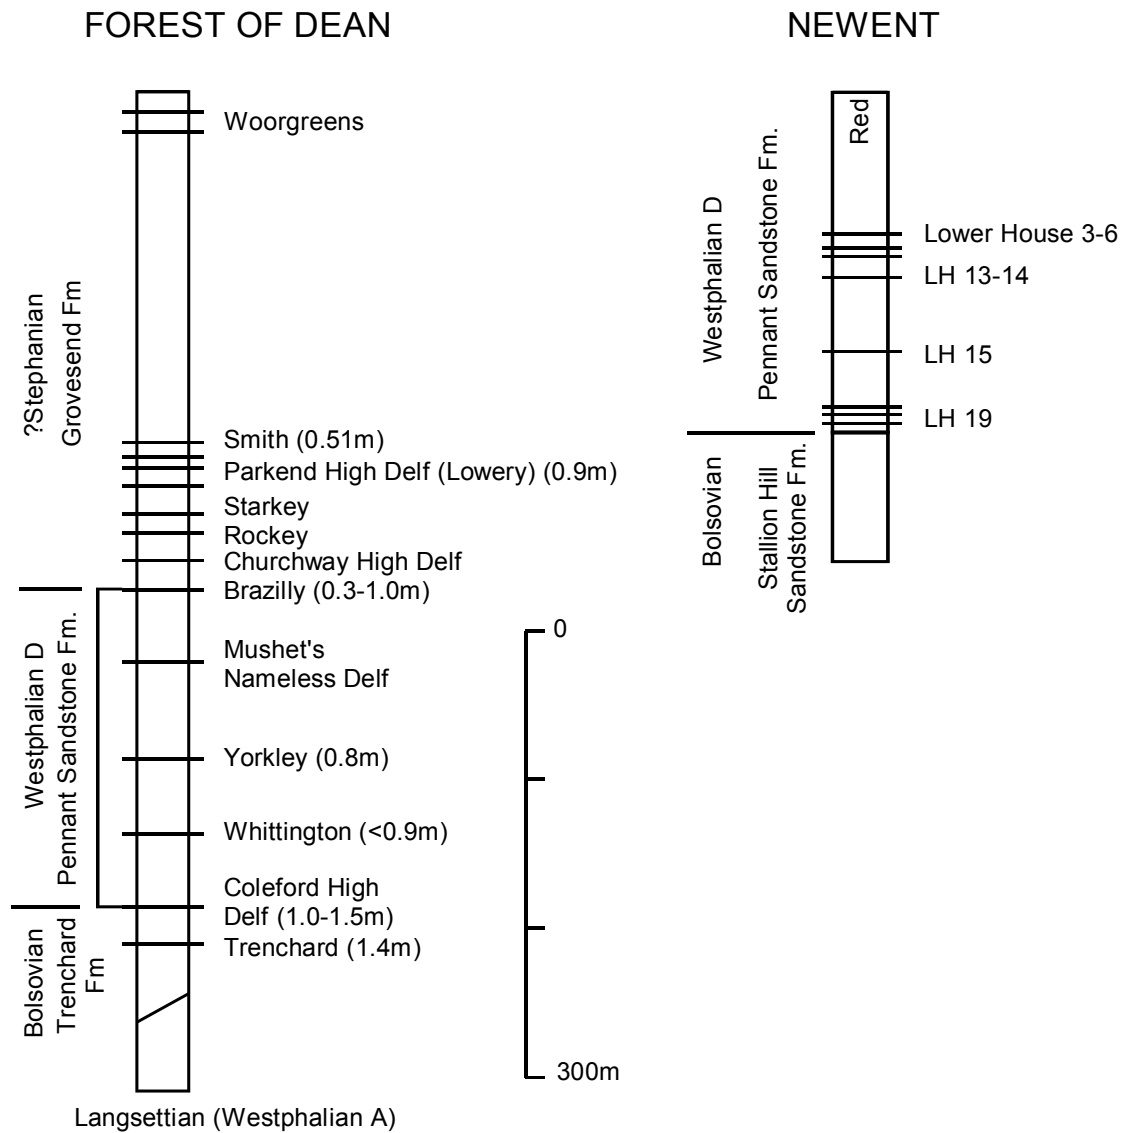 FOREST OF DEAN
Woorgreens
?Stephanian
Grovesend Fm
Smith (0.51m)
Parkend High Delf (Lowery) (0.9m)
Starkey
Rockey
Churchway High Delf
Brazilly (0.3-1.0m)
Westphalian D
Pennant Sandstone Fm.
Mushet's
Nameless Delf
Yorkley (0.8m)
Whittington (<0.9m)
Coleford High
Delf (1.0-1.5m)
Trenchard (1.4m)
Bolsovian
Trenchard
Fm
Langsettian (Westphalian A)
0
300m
NEWENT
Red
Westphalian D
Pennant Sandstone Fm.
Lower House 3-6
LH 13-14
LH 15
LH 19
Bolsovian
Stallion Hill
Sandstone Fm.